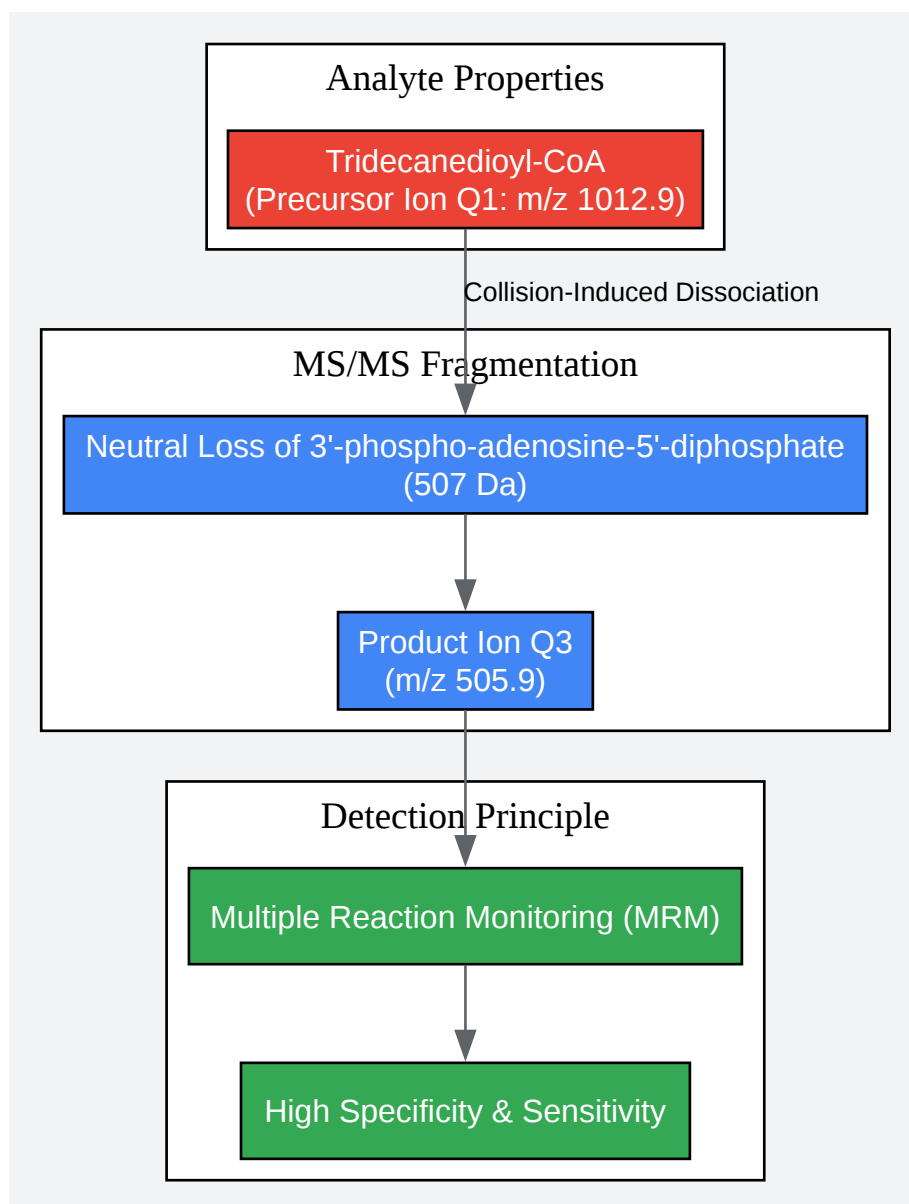 Analyte Properties
Tridecanedioyl-CoA
(Precursor Ion Q1: m/z 1012.9)
Collision-Induced Dissociation
MS/MS Fragmentation
Neutral Loss of 3'-phospho-adenosine-5'-diphosphate
(507 Da)
Product Ion Q3
(m/z 505.9)
Detection Principle
Multiple Reaction Monitoring (MRM)
High Specificity & Sensitivity